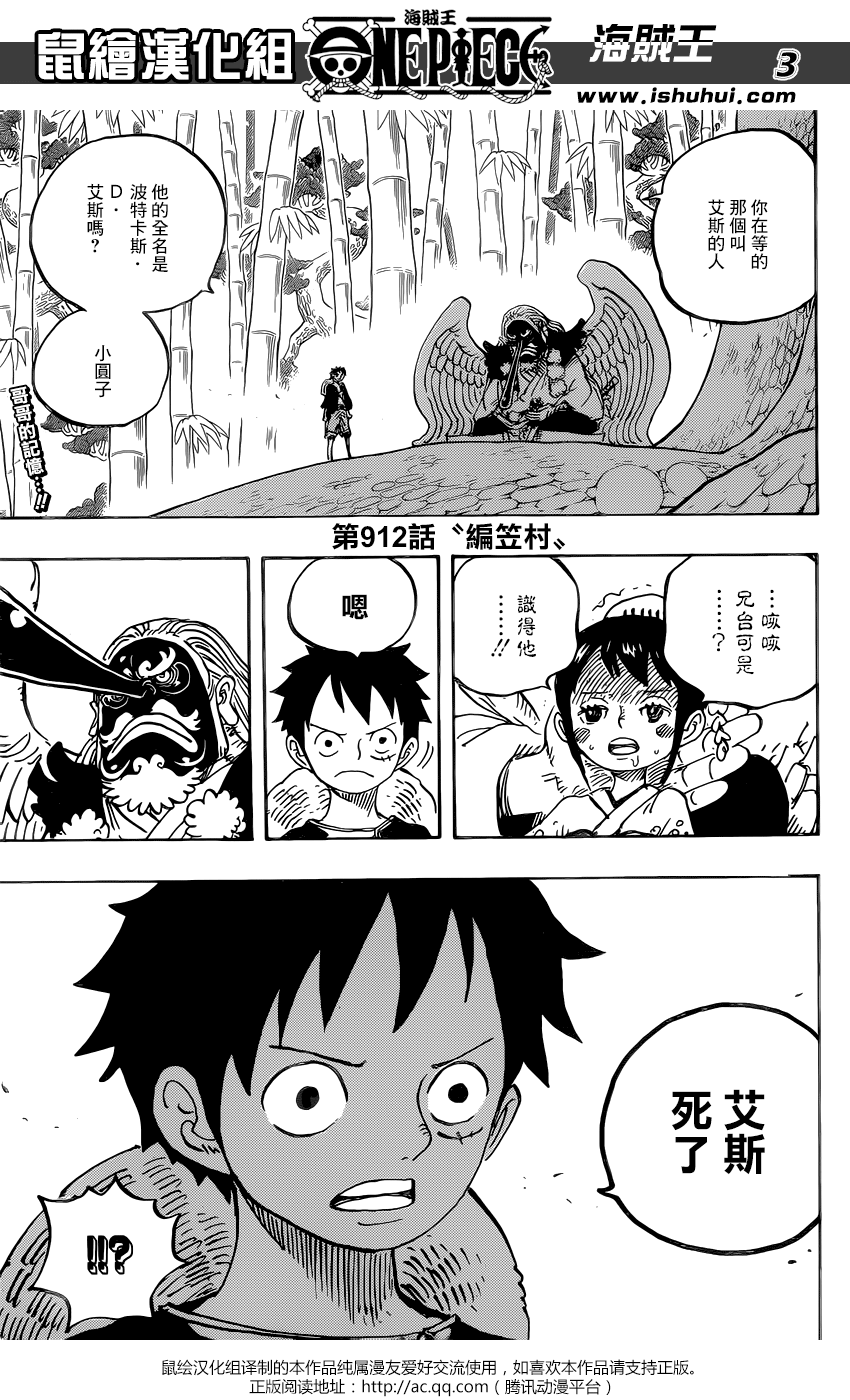 鼠繪漢化組
海賊王
ONE PIECE
海賊王
3
www.ishuhui.com
你在等的
那個叫
艾斯的人
他的全名是
波特卡斯·
D·
艾斯嗎？
小圓子
哥哥的記憶…!!
第912話〝編笠村〟
…咳咳
兄台可是
……？
識得他
……!!
嗯
艾斯
死了
!!?
鼠绘汉化组译制的本作品纯属漫友爱好交流使用，如喜欢本作品请支持正版。
正版阅读地址：http://ac.qq.com（腾讯动漫平台）